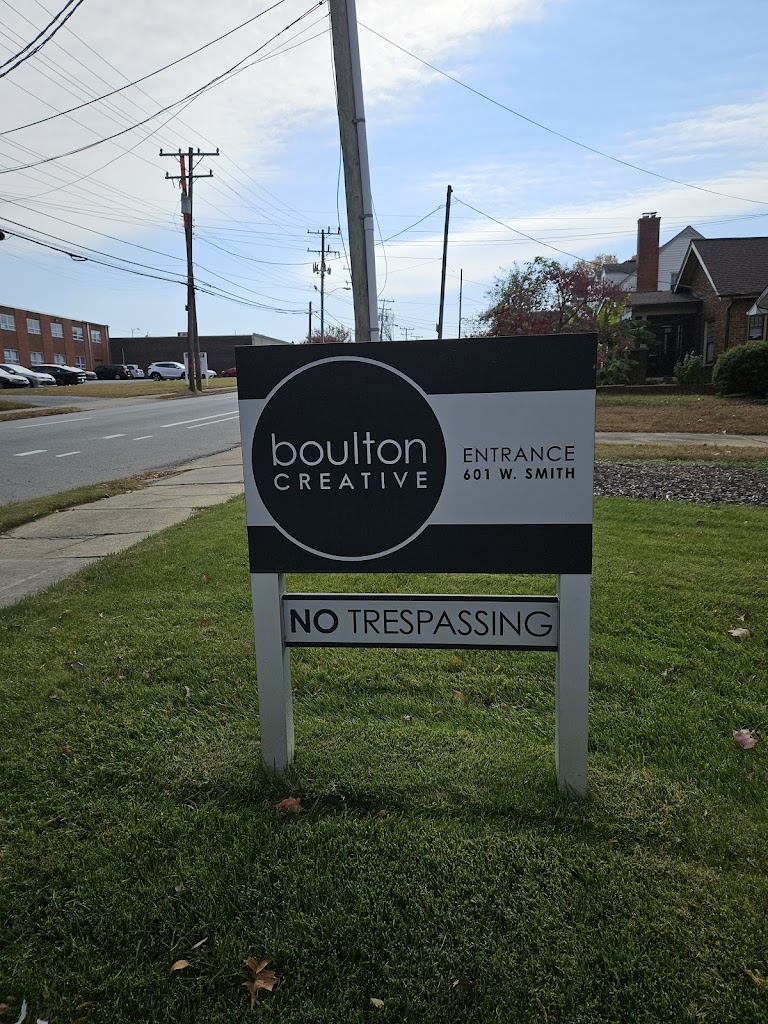 boulton
CREATIVE
ENTRANCE
601 W. SMITH
NO TRESPASSING